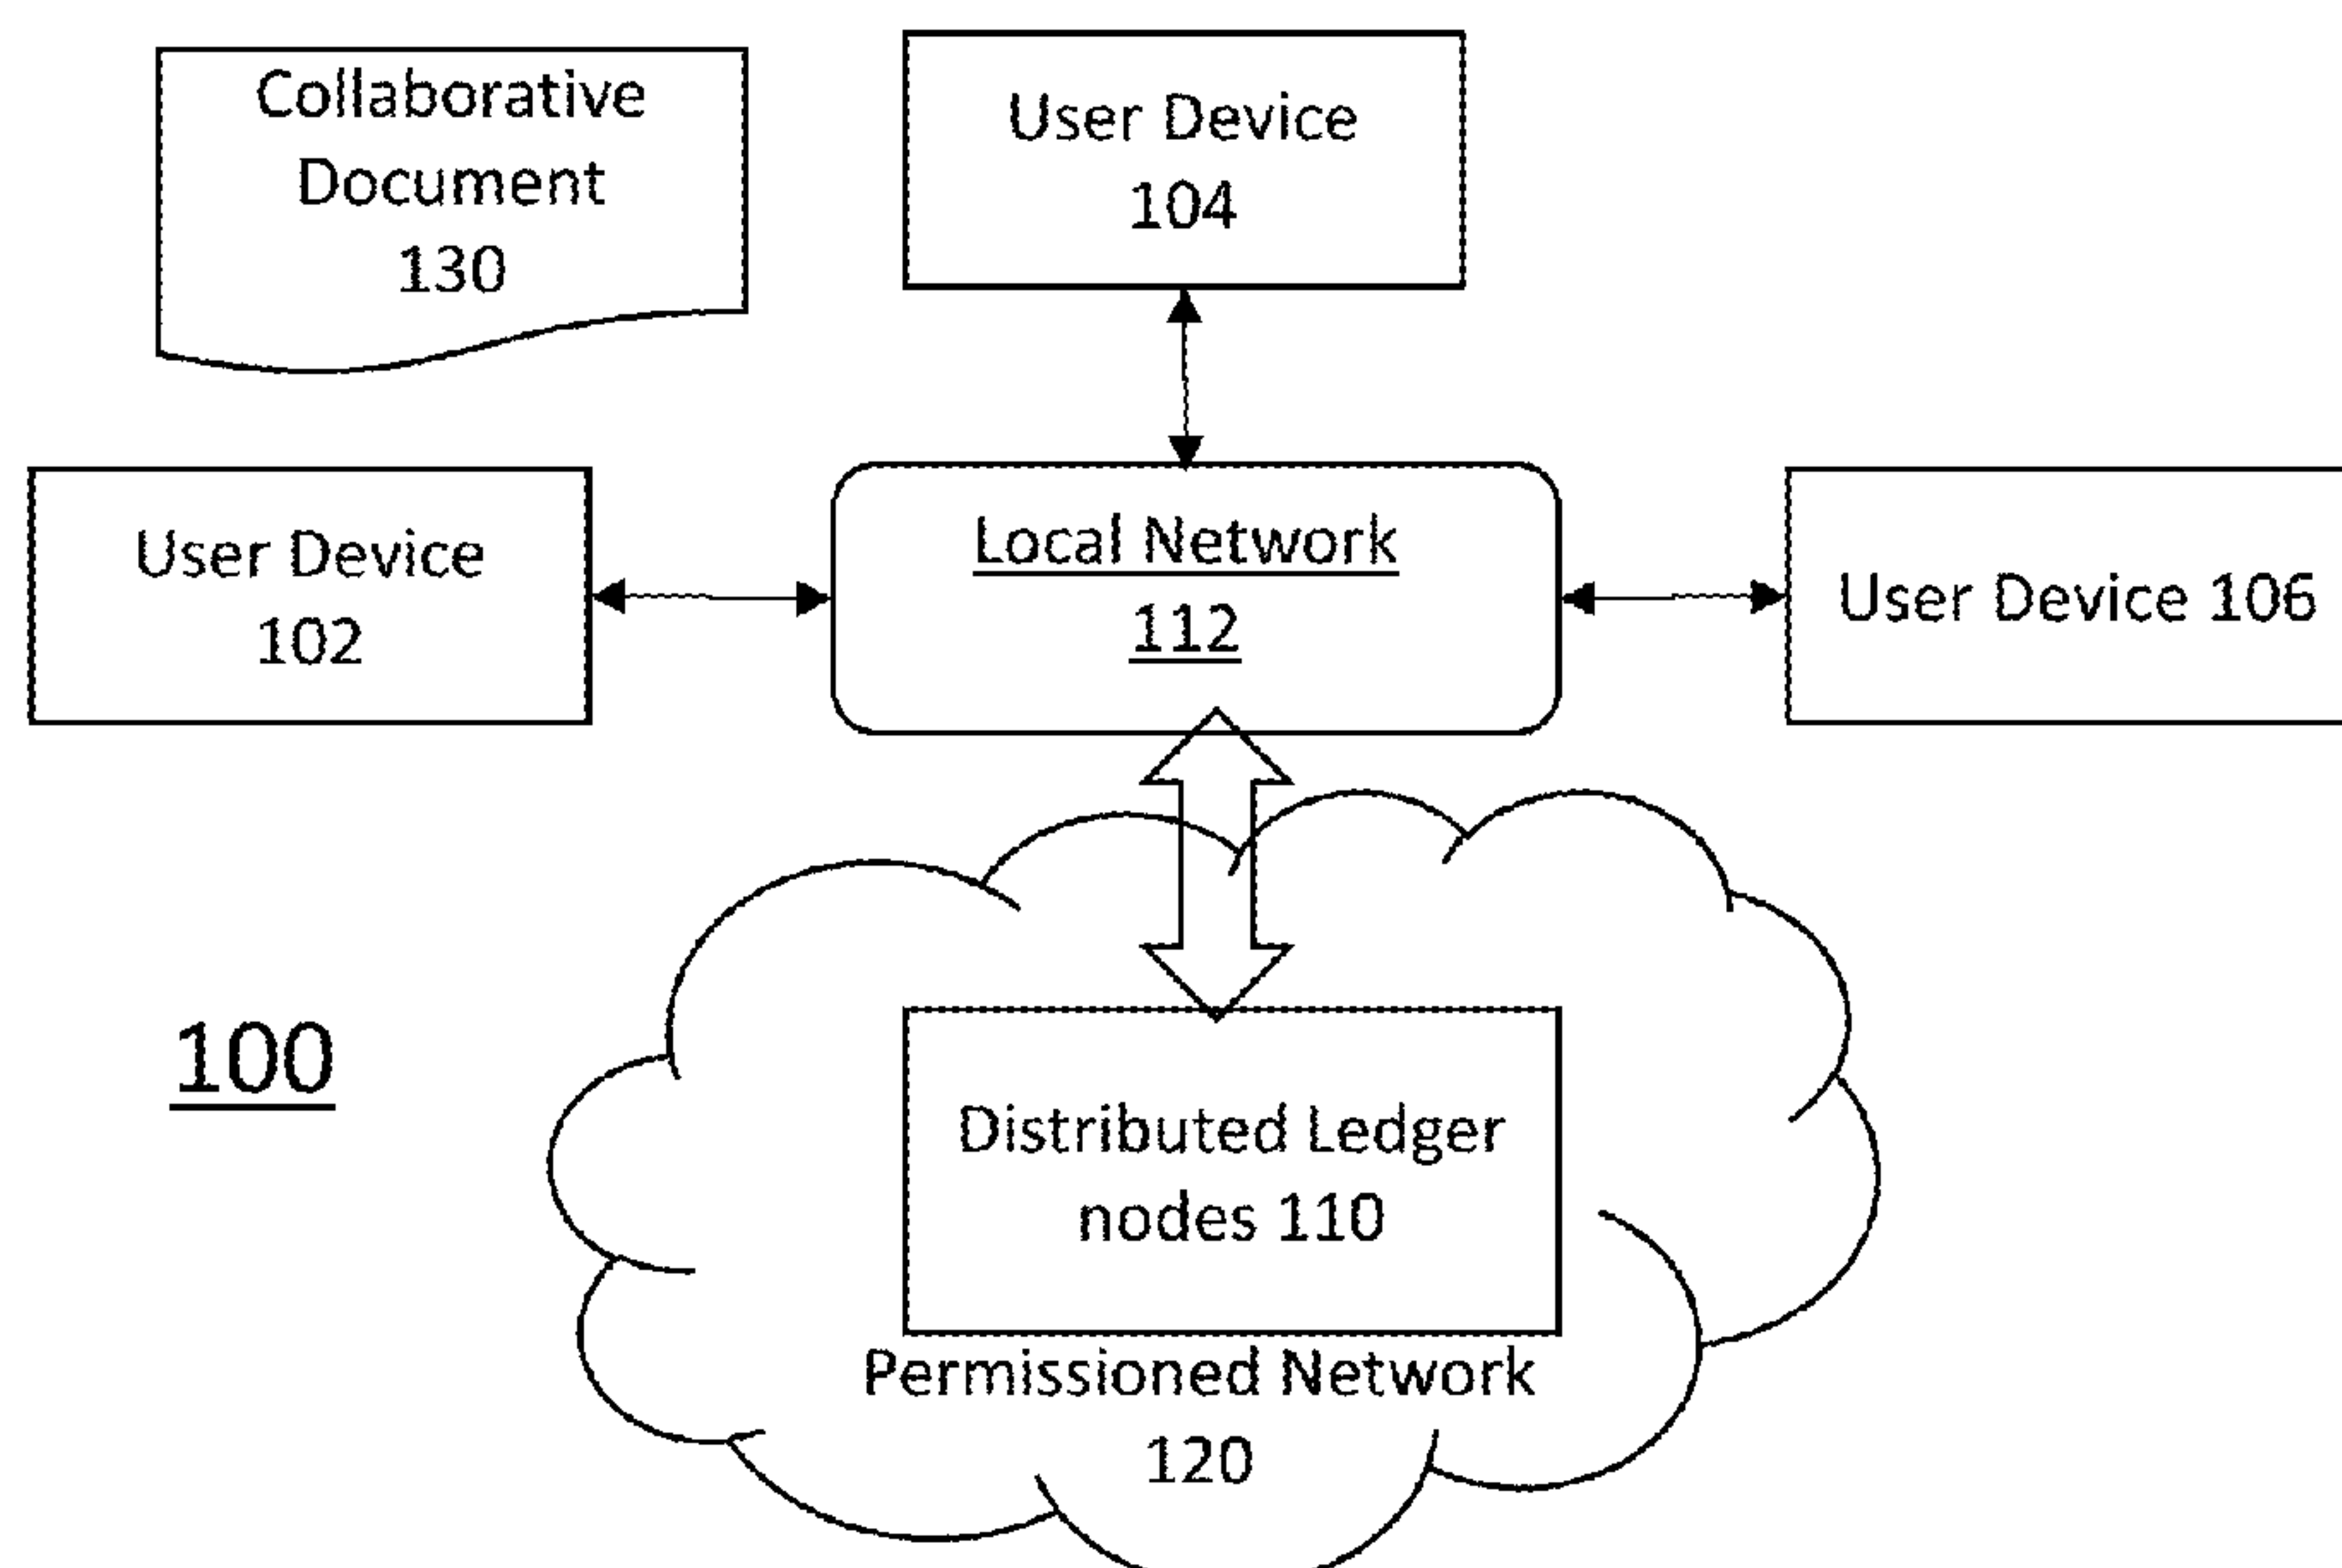 Collaborative
Document
130
User Device
104
User Device
102
Local Network
112
User Device 106
100
Distributed Ledger
nodes 110
Permissioned Network
120